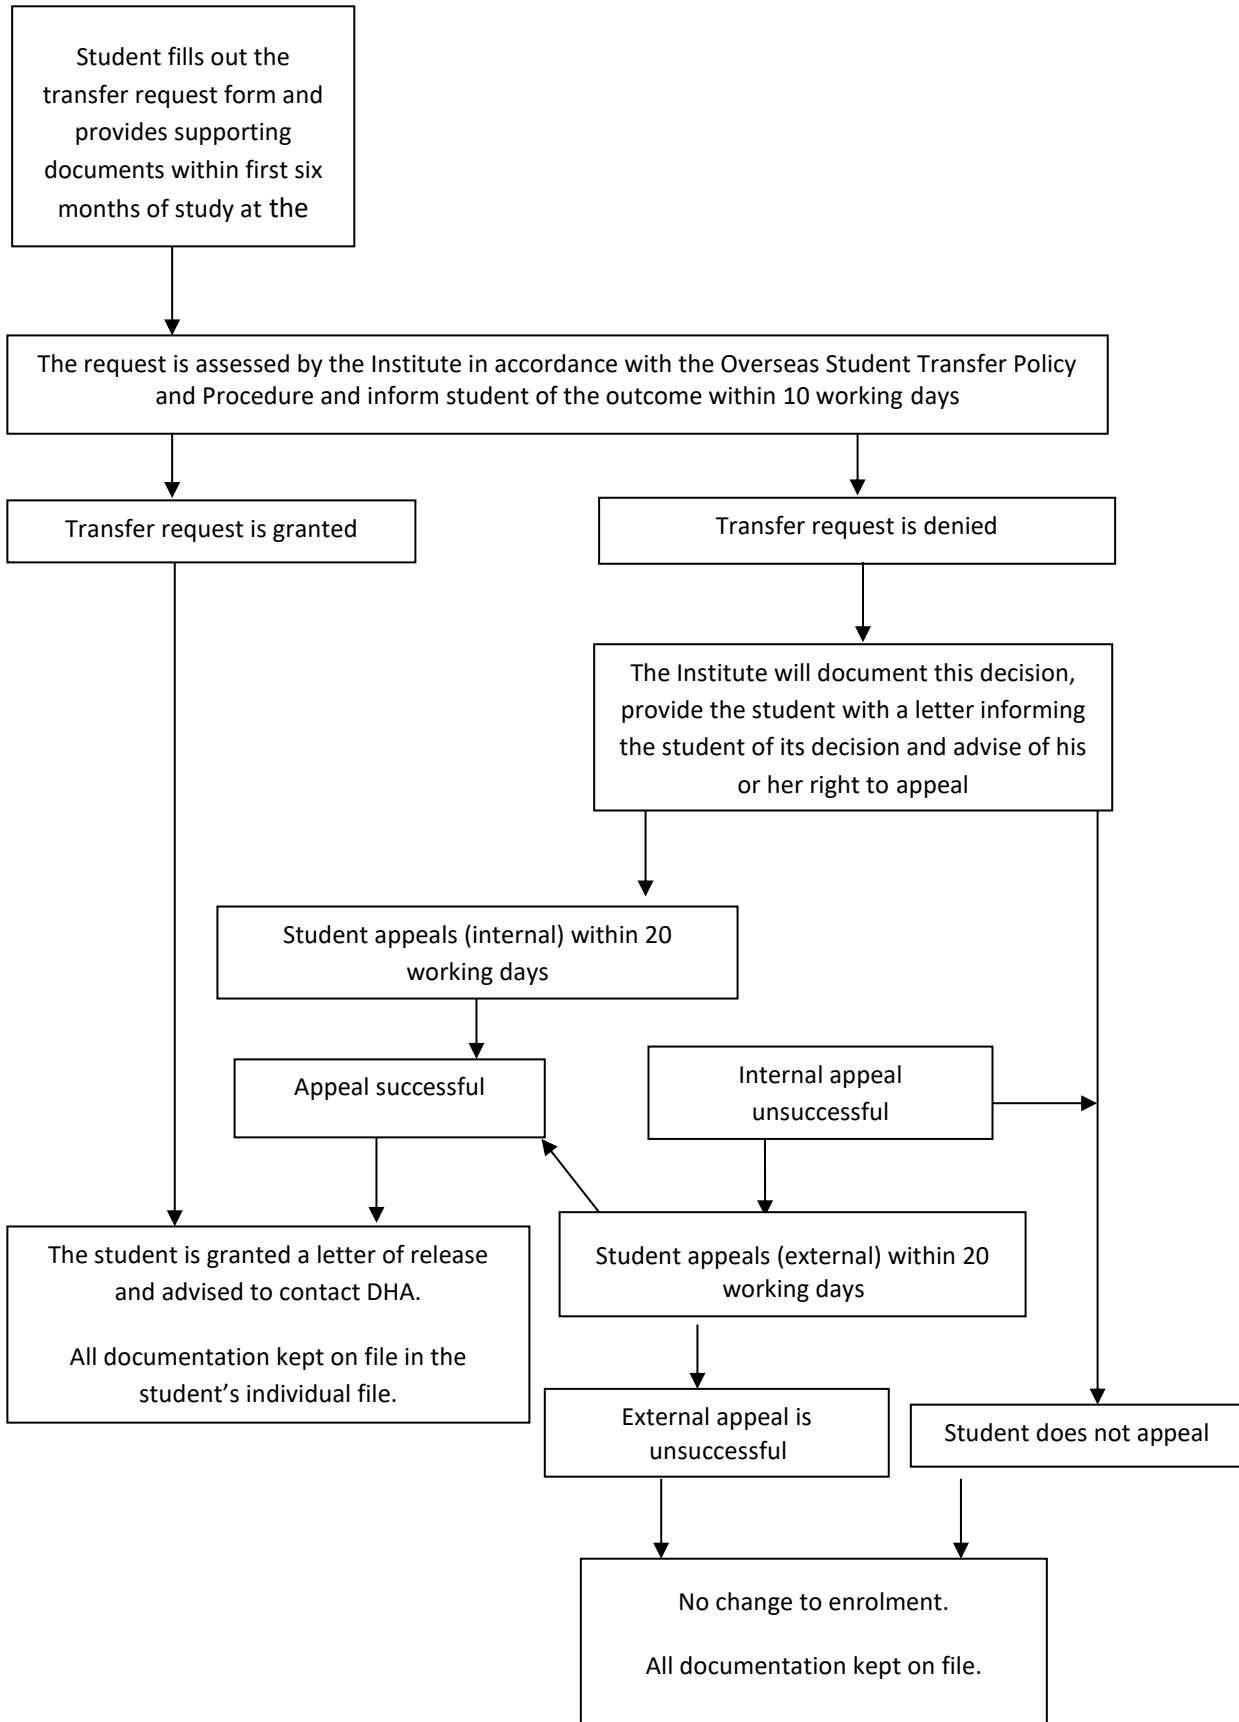 Student fills out the
transfer request form and
provides supporting
documents within first six
months of study at the
The request is assessed by the Institute in accordance with the Overseas Student Transfer Policy
and Procedure and inform student of the outcome within 10 working days
Transfer request is granted
Transfer request is denied
The Institute will document this decision,
provide the student with a letter informing
the student of its decision and advise of his
or her right to appeal
Student appeals (internal) within 20
working days
Appeal successful
Internal appeal
unsuccessful
The student is granted a letter of release
and advised to contact DHA.
All documentation kept on file in the
student’s individual file.
Student appeals (external) within 20
working days
External appeal is
unsuccessful
Student does not appeal
No change to enrolment.
All documentation kept on file.